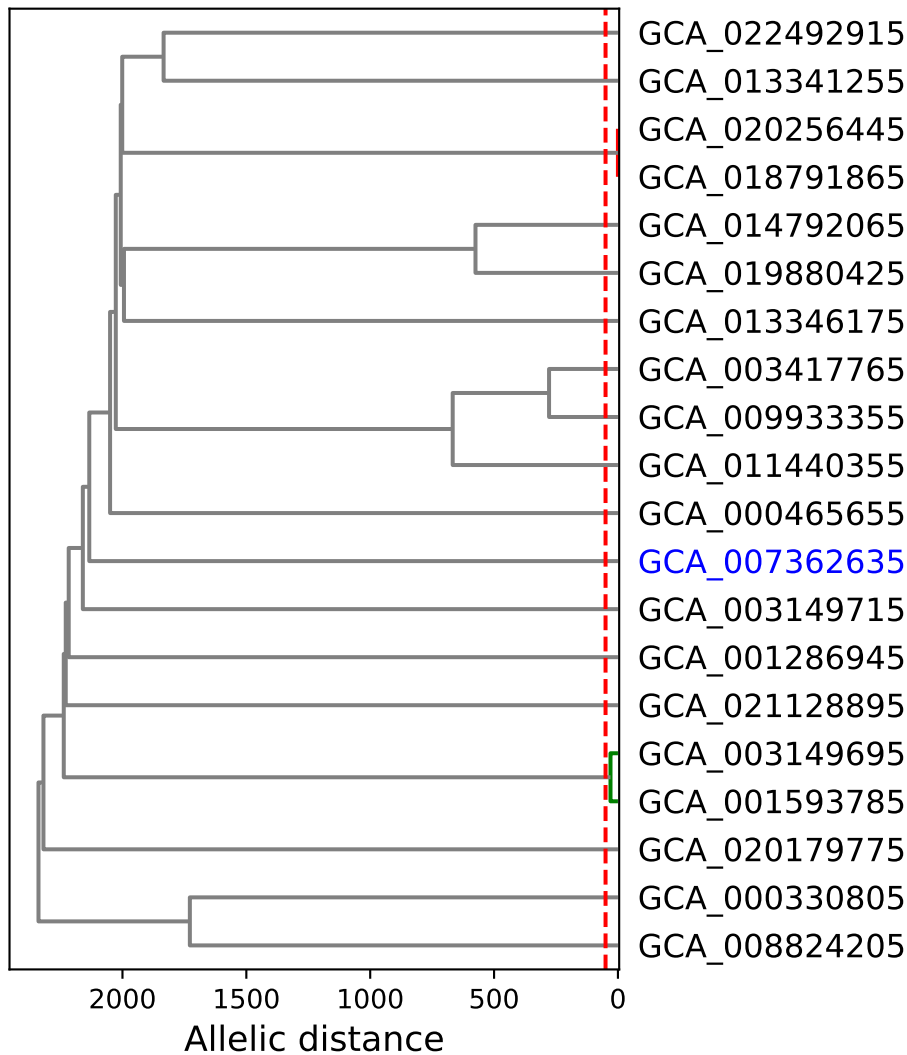 GCA_022492915
GCA_013341255
GCA_020256445
GCA_018791865
GCA_014792065
GCA_019880425
GCA_013346175
GCA_003417765
GCA_009933355
GCA_011440355
GCA_000465655
GCA_007362635
GCA_003149715
GCA_001286945
GCA_021128895
GCA_003149695
GCA_001593785
GCA_020179775
GCA_000330805
GCA_008824205
2000 1500 1000 500 0
Allelic distance